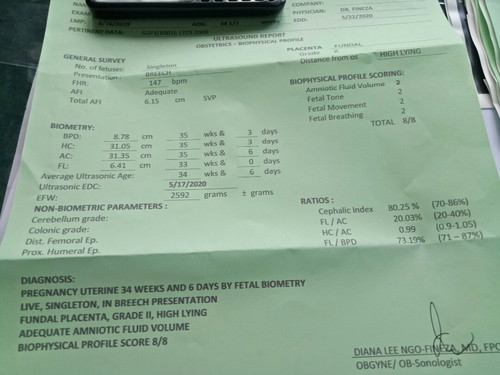 COMPANY:
PHYSICIAN: DR. FINEZA
EDD: 5/22/2020
LMP:
PERTINENT DATA:
ULTRASOUND REPORT
OBSTETRICS - BIOPHYSICAL PROFILE
GENERAL SURVEY
No. of fetuses: Singleton
Presentation BREECH
FHR: 147 bpm
AFI Adequate
Total AFI 6.15 cm SVP
PLACENTA FUNDAL
Grade
Distance from os HIGH LYING
BIOPHYSICAL PROFILE SCORING:
Amniotic Fluid Volume 2
Fetal Tone 2
Fetal Movement 2
Fetal Breathing 2
TOTAL 8/8
BIOMETRY:
BPD: 8.78 cm 35 wks & 3 days
HC: 31.05 cm 35 wks & 3 days
AC: 31.35 cm 35 wks & 6 days
FL: 6.41 cm 33 wks & 0 days
Average Ultrasonic Age: 34 wks & 6 days
Ultrasonic EDC: 5/17/2020
EFW: 2592 grams ± grams
NON-BIOMETRIC PARAMETERS :
Cerebellum grade:
Colonic grade:
Dist. Femoral Ep.
Prox. Humeral Ep.
RATIOS :
Cephalic Index 80.25 % (70-86%)
FL / AC 20.03% (20-40%)
HC / AC 0.99 (0.9-1.05)
FL / BPD 73.19% (71 – 87%)
DIAGNOSIS:
PREGNANCY UTERINE 34 WEEKS AND 6 DAYS BY FETAL BIOMETRY
LIVE, SINGLETON, IN BREECH PRESENTATION
FUNDAL PLACENTA, GRADE II, HIGH LYING
ADEQUATE AMNIOTIC FLUID VOLUME
BIOPHYSICAL PROFILE SCORE 8/8
DIANA LEE NGO-FINEZA, MD, FPO
OBGYNE/ OB-Sonologist